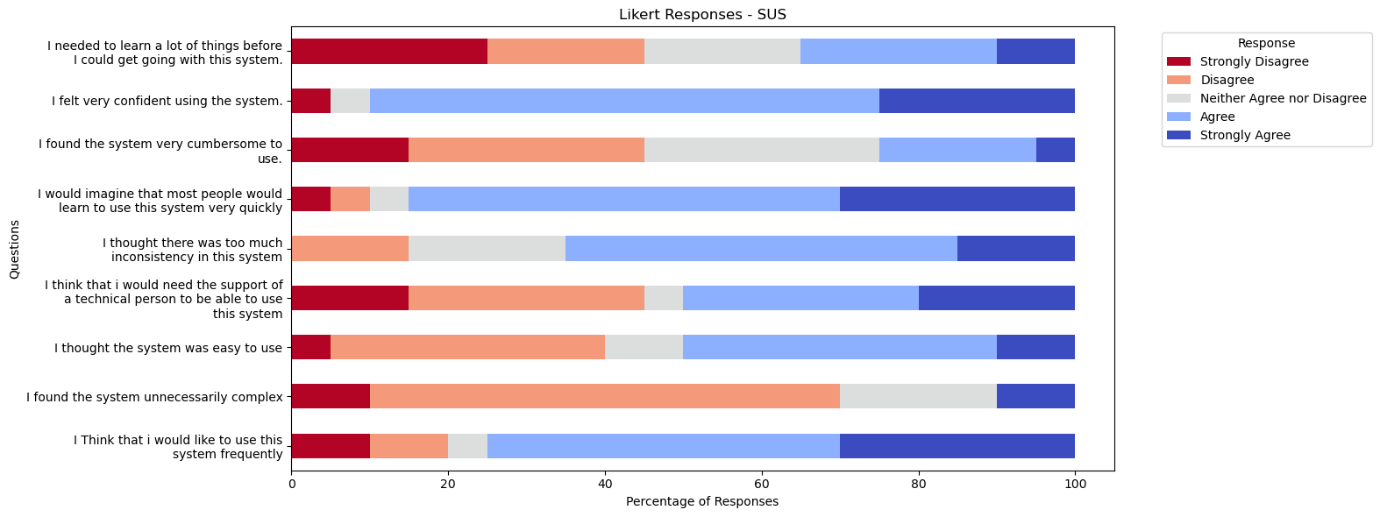 Likert Responses - SUS
I needed to learn a lot of things before
I could get going with this system.
I felt very confident using the system.
I found the system very cumbersome to
use.
I would imagine that most people would
learn to use this system very quickly
I thought there was too much
inconsistency in this system
I think that i would need the support of
a technical person to be able to use
this system
I thought the system was easy to use
I found the system unnecessarily complex
I Think that i would like to use this
system frequently
Questions
0 20 40 60 80 100
Percentage of Responses
Response
Strongly Disagree
Disagree
Neither Agree nor Disagree
Agree
Strongly Agree